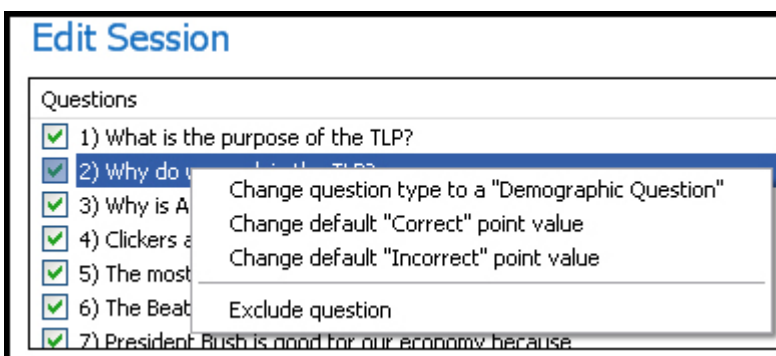 Edit Session
Questions
1) What is the purpose of the TLP?
2) Why do
Change question type to a "Demographic Question"
3) Why is A
Change default "Correct" point value
4) Clickers a
Change default "Incorrect" point value
5) The most
6) The Beat
Exclude question
7) President Bush is good for our economy because